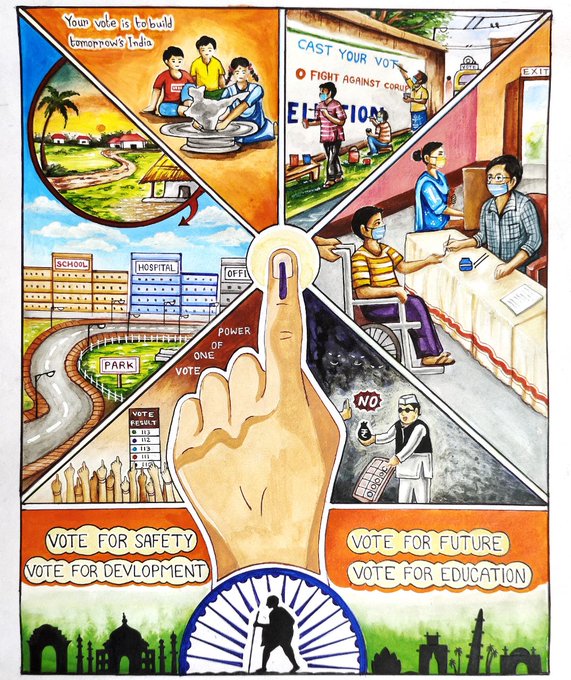 Your vote is to build
tomorrow's India
CAST YOUR VOT
FIGHT AGAINST CORU
VOTE
EXIT
SCHOOL
HOSPITAL
OFFI
PARK
POWER
OF
ONE
VOTE
VOTE
RESULT
113
112
113
111
NO
₹
VOTE FOR SAFETY
VOTE FOR DEVLOPMENT
VOTE FOR FUTURE
VOTE FOR EDUCATION